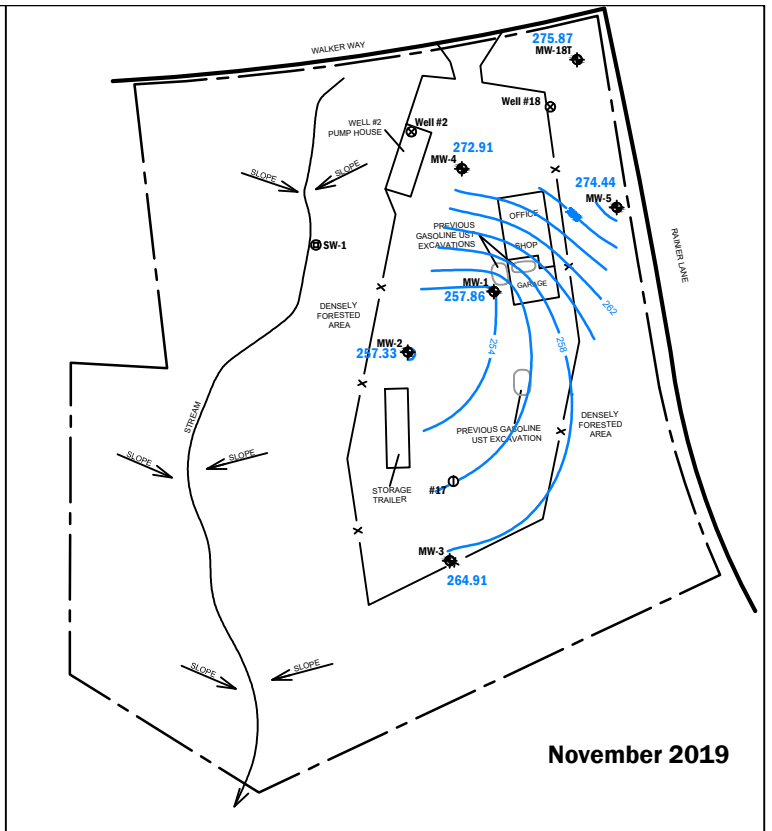 WALKER WAY
275.87
MW-18T
Well #18
WELL #2
PUMP HOUSE
Well #2
272.91
MW-4
274.44
MW-5
SLOPE
SLOPE
OFFICE
PREVIOUS
GASOLINE UST
EXCAVATIONS
SHOP
SW-1
RAINIER LANE
MW-1
257.86
GARAGE
DENSELY
FORESTED
AREA
262
MW-2
257.33
254
258
STREAM
DENSELY
FORESTED
AREA
PREVIOUS GASOLINE
UST EXCAVATION
SLOPE
SLOPE
#17
STORAGE
TRAILER
MW-3
264.91
SLOPE
SLOPE
November 2019